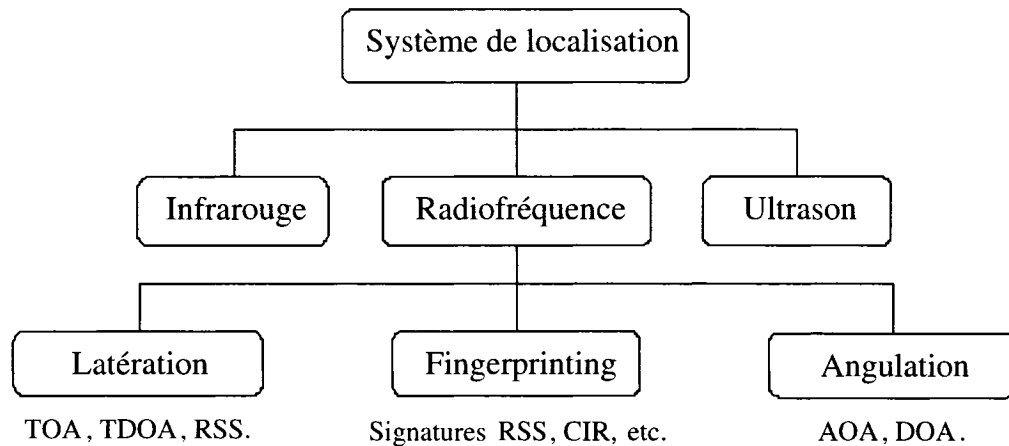 Système de localisation
Infrarouge
Radiofréquence
Ultrason
Latération
Fingerprinting
Angulation
TOA, TDOA, RSS.
Signatures RSS, CIR, etc.
AOA, DOA.